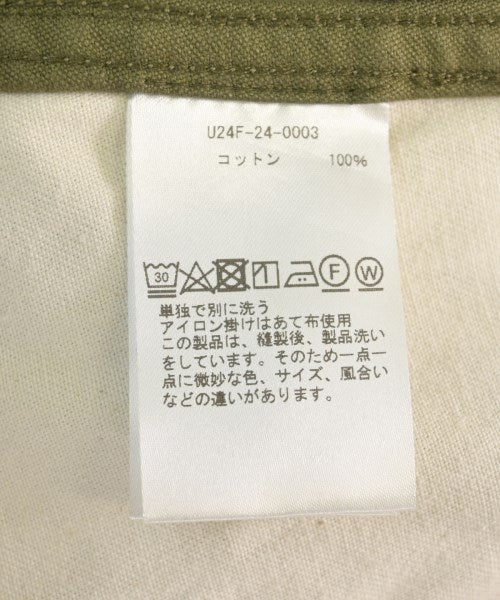 U24F-24-0003
コットン 100%
30 F W
単独で別に洗う
アイロン掛けはあて布使用
この製品は、縫製後、製品洗い
をしています。そのため一点一
点に微妙な色、サイズ、風合い
などの違いがあります。